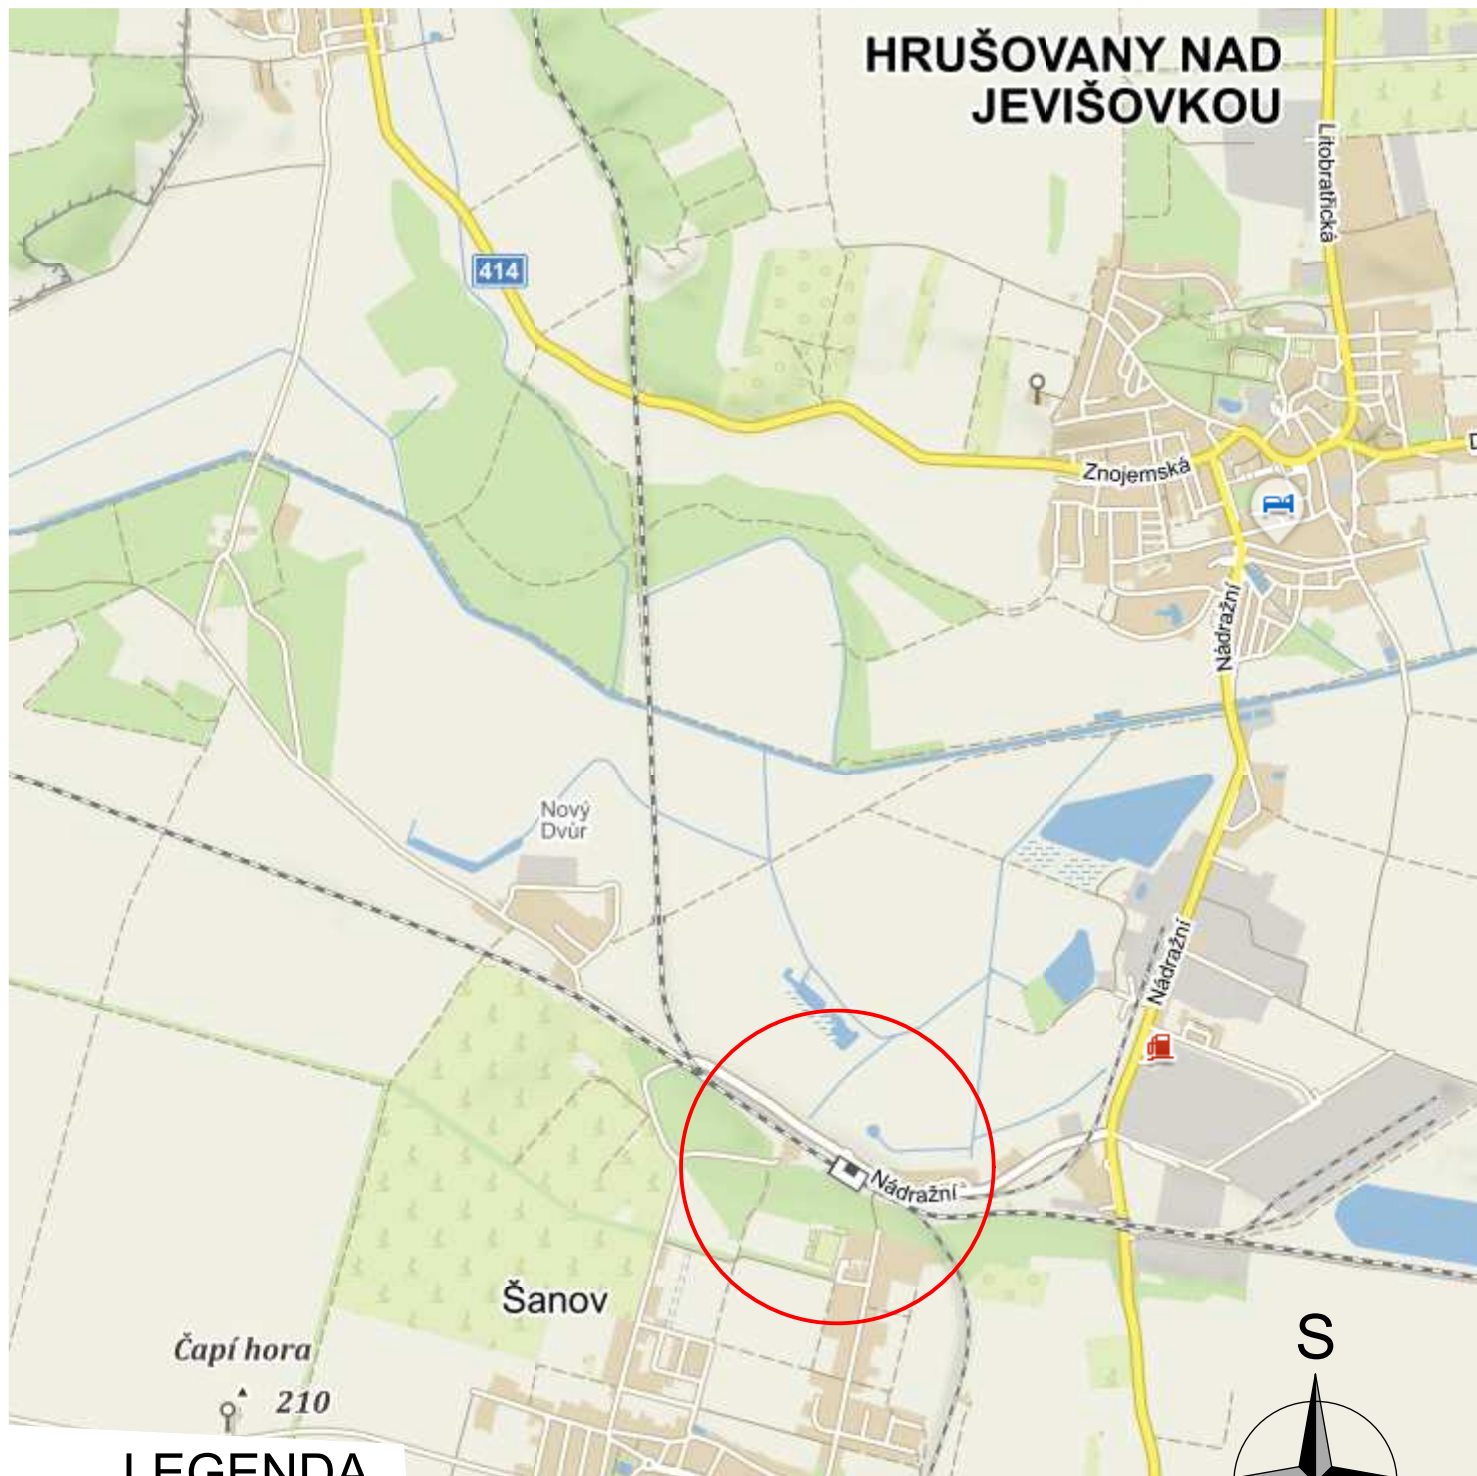 HRUŠOVANY NAD
JEVIŠOVKOU
Litobratřická
414
Znojemská
D
Nádražní
Nový
Dvůr
Nádražní
Nádražní
Šanov
Čapí hora
210
S
LEGENDA